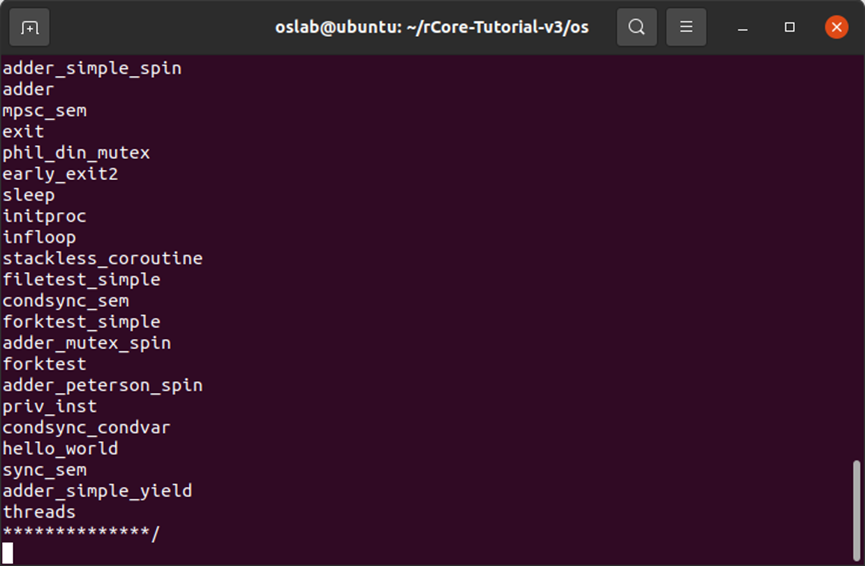 oslab@ubuntu: ~/rCore-Tutorial-v3/os
adder_simple_spin
adder
mpsc_sem
exit
phil_din_mutex
early_exit2
sleep
initproc
infloop
stackless_coroutine
filetest_simple
condsync_sem
forktest_simple
adder_mutex_spin
forktest
adder_peterson_spin
priv_inst
condsync_condvar
hello_world
sync_sem
adder_simple_yield
threads
**************/